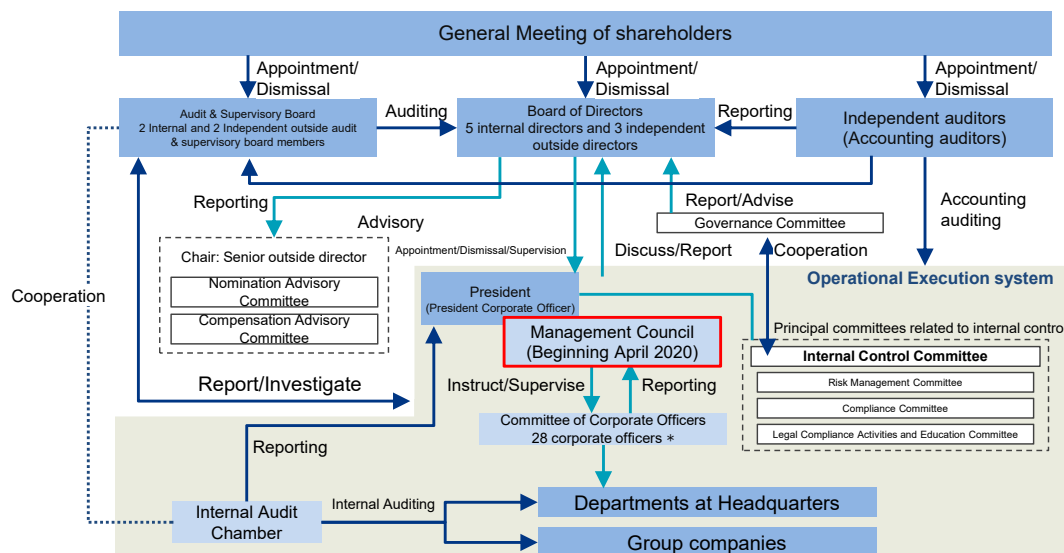 General Meeting of shareholders
Appointment/
Dismissal
Appointment/
Dismissal
Appointment/
Dismissal
Audit & Supervisory Board
2 Internal and 2 Independent outside audit
& supervisory board members
Auditing
Board of Directors
5 internal directors and 3 independent
outside directors
Reporting
Independent auditors
(Accounting auditors)
Reporting
Advisory
Report/Advise
Governance Committee
Accounting
auditing
Chair: Senior outside director
Nomination Advisory
Committee
Compensation Advisory
Committee
Appointment/Dismissal/Supervision
Discuss/Report
Cooperation
Cooperation
Operational Execution system
President
(President Corporate Officer)
Management Council
(Beginning April 2020)
Principal committees related to internal contro
Internal Control Committee
Risk Management Committee
Compliance Committee
Legal Compliance Activities and Education Committee
Report/Investigate
Instruct/Supervise
Reporting
Committee of Corporate Officers
28 corporate officers *
Reporting
Internal Audit
Chamber
Internal Auditing
Departments at Headquarters
Group companies